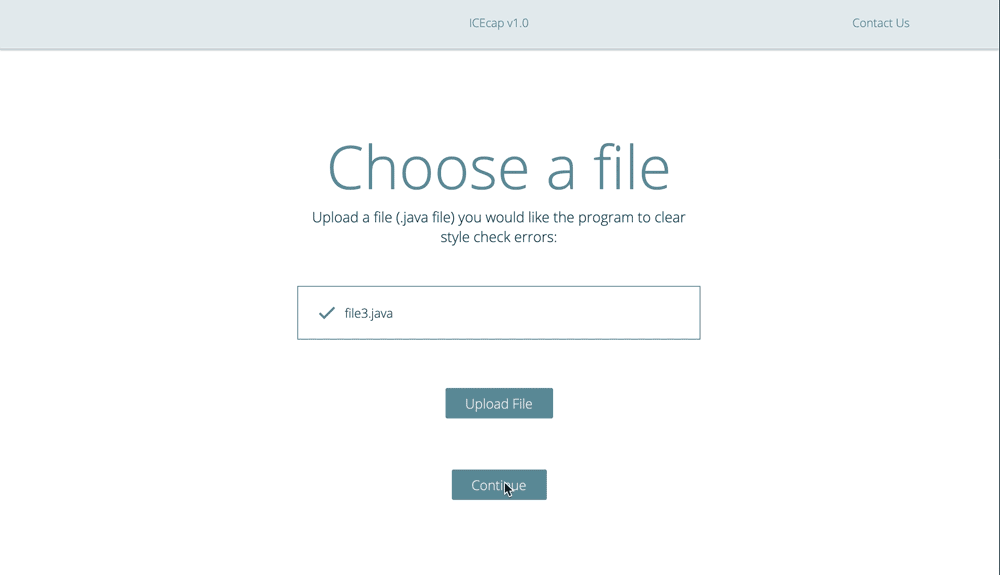 ICEcap v1.0
Contact Us
Choose a file
Upload a file (.java file) you would like the program to clear
style check errors:
file3.java
Upload File
Continue